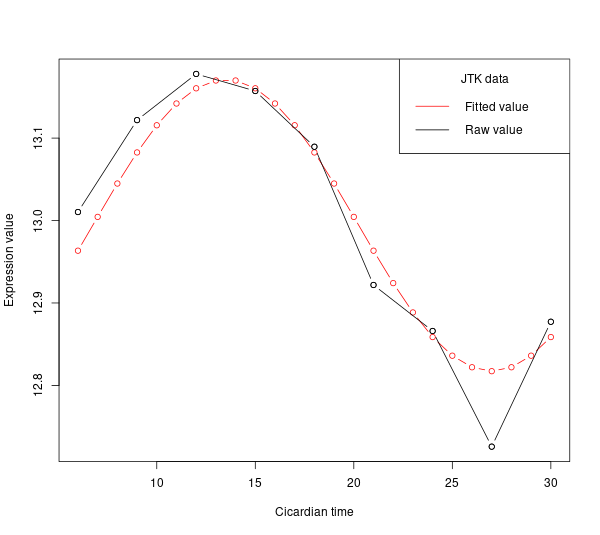 JTK data
Fitted value
Raw value
Expression value
13.1
13.0
12.9
12.8
10 15 20 25 30
Cicardian time